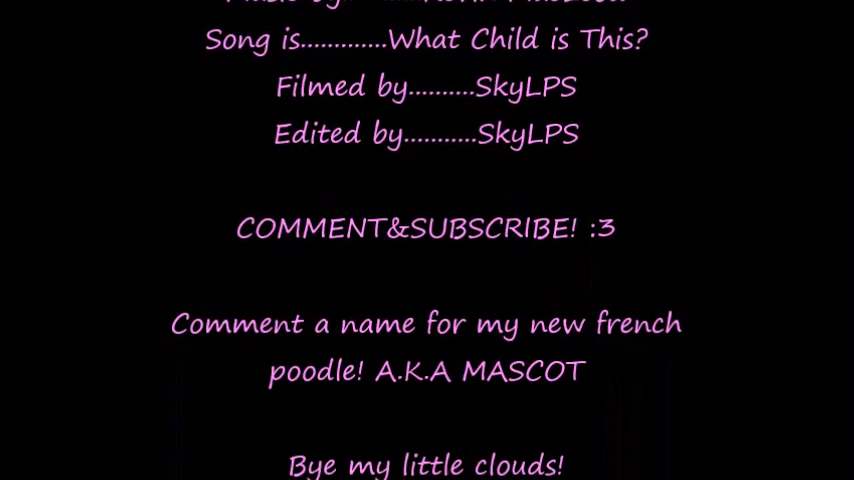 Song is.............What Child is This?
Filmed by..........SkyLPS
Edited by...........SkyLPS
COMMENT&SUBSCRIBE! :3
Comment a name for my new french
poodle! A.K.A MASCOT
Bye my little clouds!